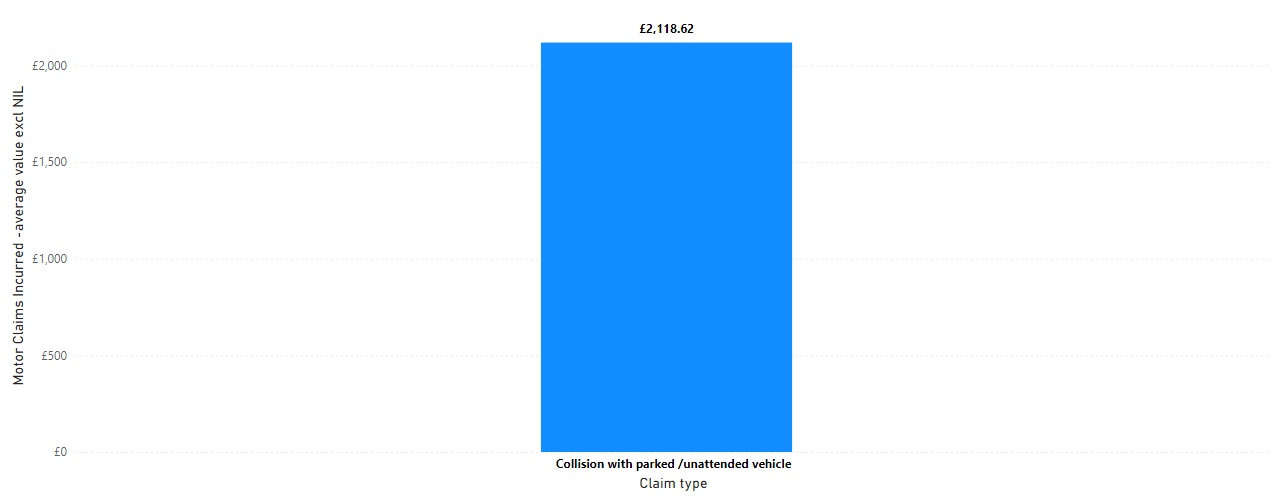 £2,118.62
£2,000
£1,500
£1,000
£500
£0
Motor Claims Incurred -average value excl NIL
Collision with parked /unattended vehicle
Claim type